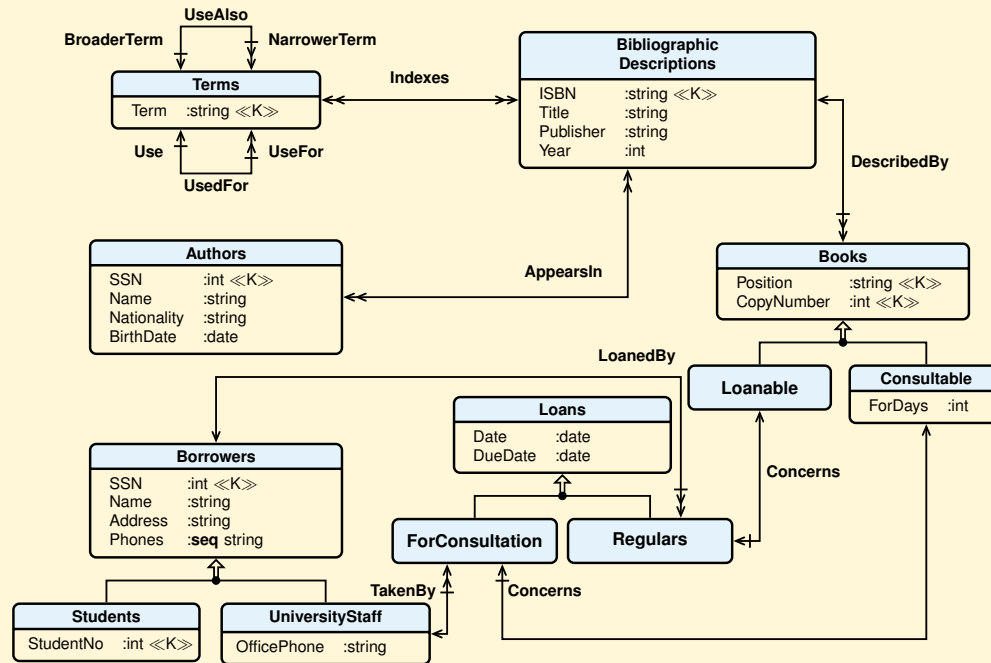 UseAlso
BroaderTerm
NarrowerTerm
Terms
Term :string ≪K≫
Use
UseFor
UsedFor
Indexes
Bibliographic
Descriptions
ISBN :string ≪K≫
Title :string
Publisher :string
Year :int
DescribedBy
Authors
SSN :int ≪K≫
Name :string
Nationality :string
BirthDate :date
AppearsIn
Books
Position :string ≪K≫
CopyNumber :int ≪K≫
LoanedBy
Loanable
Consultable
ForDays :int
Loans
Date :date
DueDate :date
Borrowers
SSN :int ≪K≫
Name :string
Address :string
Phones :seq string
Concerns
ForConsultation
Regulars
TakenBy
Concerns
Students
StudentNo :int ≪K≫
UniversityStaff
OfficePhone :string